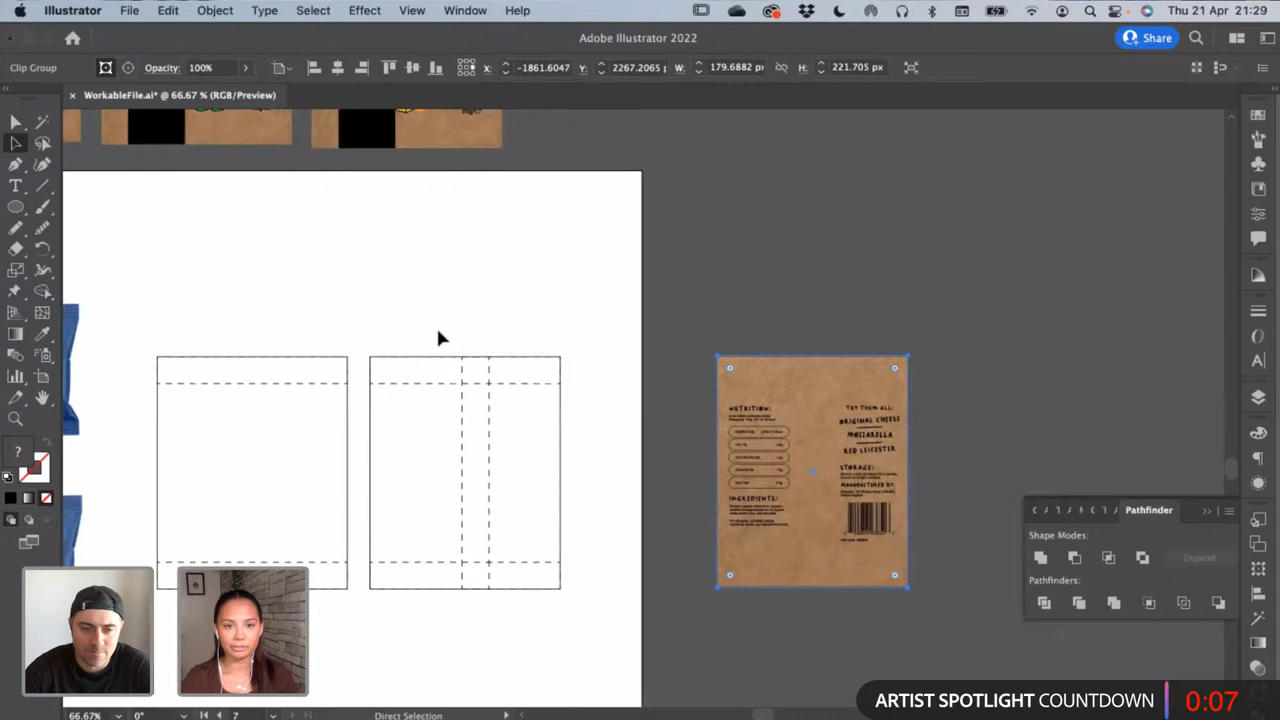 Illustrator File Edit Object Type Select Effect View Window Help Thu 21 Apr 21:29
Adobe Illustrator 2022
Share
Clip Group Opacity: 100% X: -1861.6047 Y: 2267.2065 p W: 179.6882 px H: 221.705 px
WorkableFile.ai* @ 66.67 % (RGB/Preview)
NUTRITION:
TRY THEM ALL:
ORIGINAL CHEESE
MOZZARELLA
RED LEICESTER
STORAGE:
MANUFACTURED BY:
INGREDIENTS:
Pathfinder
Shape Modes:
Expand
Pathfinders:
?
66.67% 0° 7 Direct Selection
ARTIST SPOTLIGHT COUNTDOWN 0:07